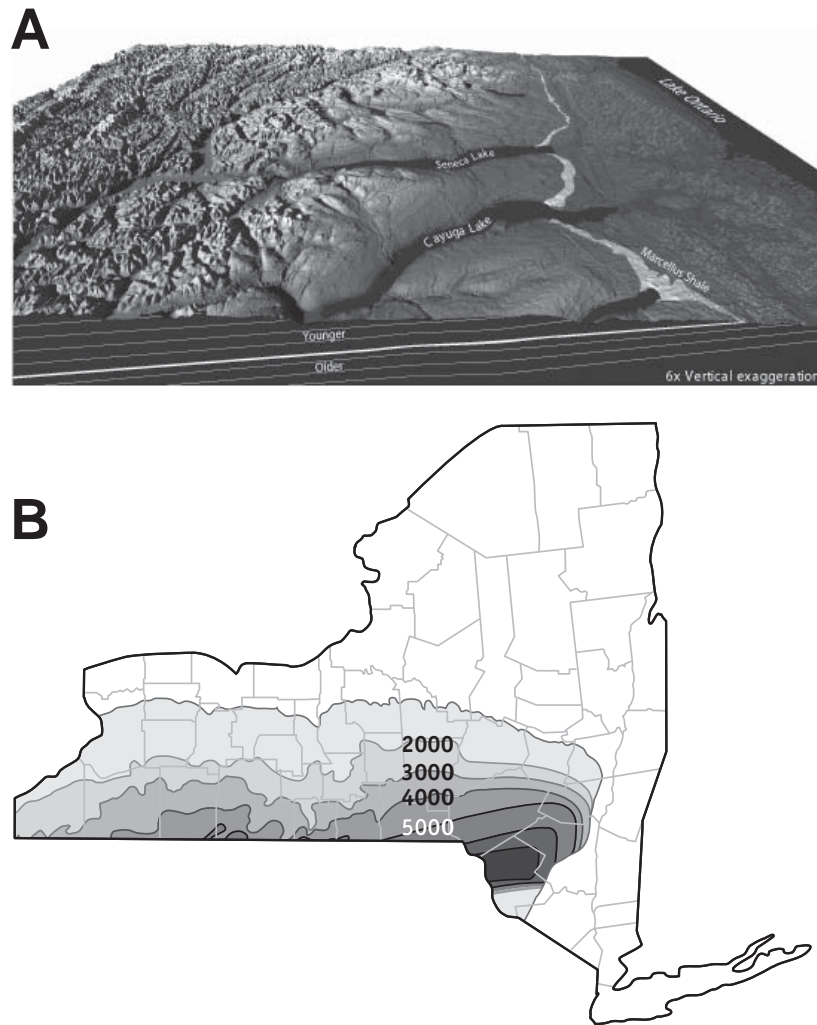 A
Lake Ontario
Seneca Lake
Cayuga Lake
Marcellus Shale
Younger
Older
6x Vertical exaggeration
B
2000
3000
4000
5000